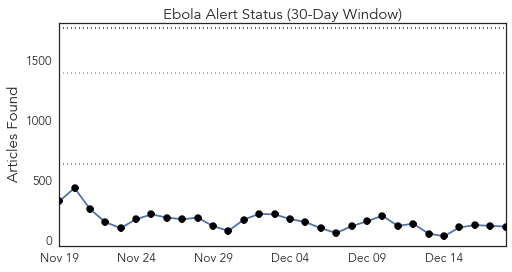 Ebola Alert Status (30-Day Window)
Articles Found
1500
1000
500
0
Nov 19 Nov 24 Nov 29 Dec 04 Dec 09 Dec 14